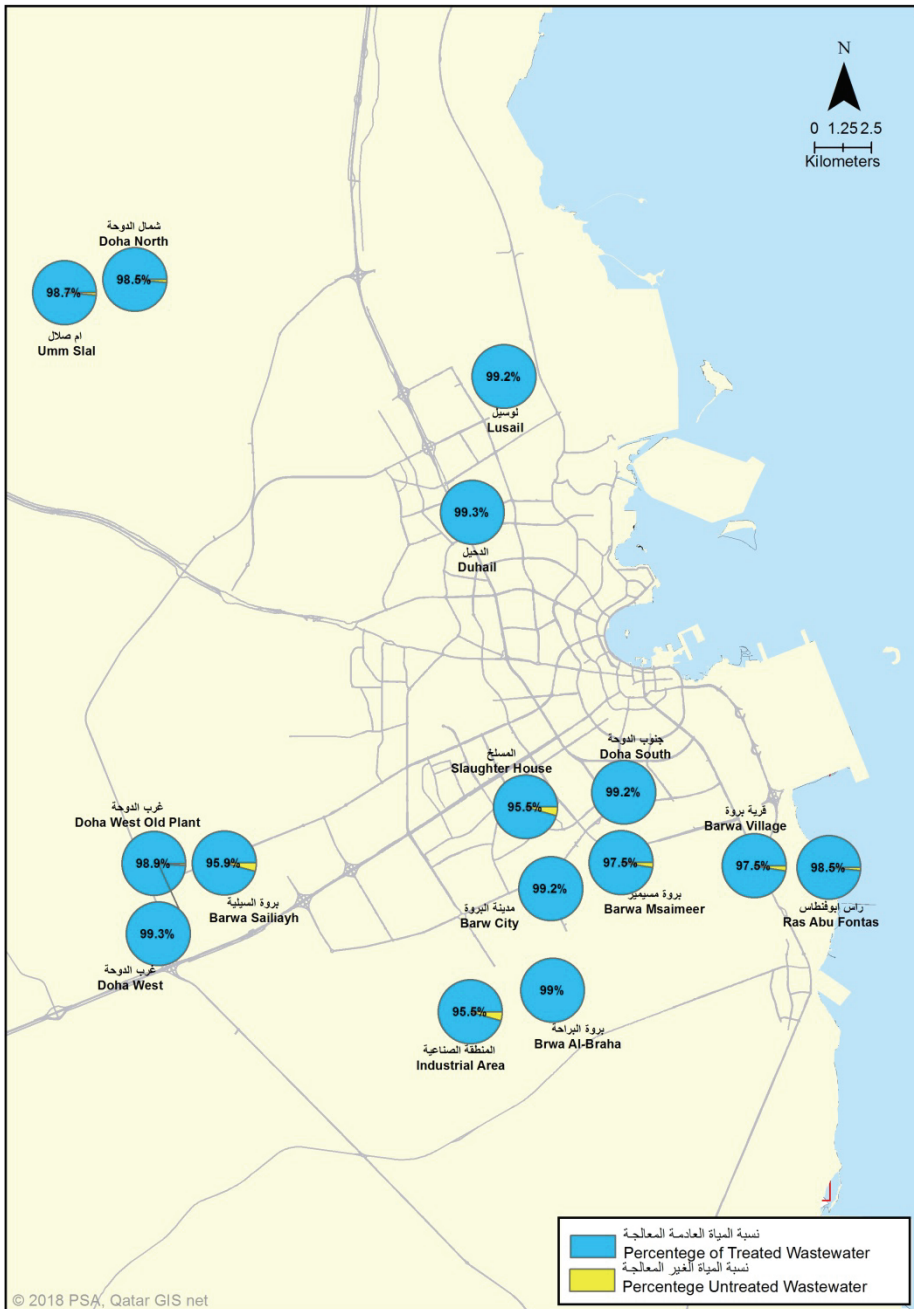 N
0 1.25 2.5
Kilometers
شمال الدوحة
Doha North
98.5%
98.7%
ام صلال
Umm Slal
99.2%
لوسيل
Lusail
99.3%
الدحيل
Duhail
جنوب الدوحة
Doha South
99.2%
المسلخ
Slaughter House
95.5%
قرية بروة
Barwa Village
97.5%
غرب الدوحة
Doha West Old Plant
98.9%
95.9%
بروة السيلية
Barwa Sailiayh
99.2%
مدينة البروة
Barw City
97.5%
بروة مسيمير
Barwa Msaimeer
98.5%
راس ابوفنطاس
Ras Abu Fontas
99.3%
غرب الدوحة
Doha West
99%
بروة البراحة
Brwa Al-Braha
95.5%
المنطقة الصناعية
Industrial Area
نسبة المياة العادمة المعالجة
Percentege of Treated Wastewater
نسبة المياة الغير المعالجة
Percentege Untreated Wastewater
© 2018 PSA, Qatar GIS net